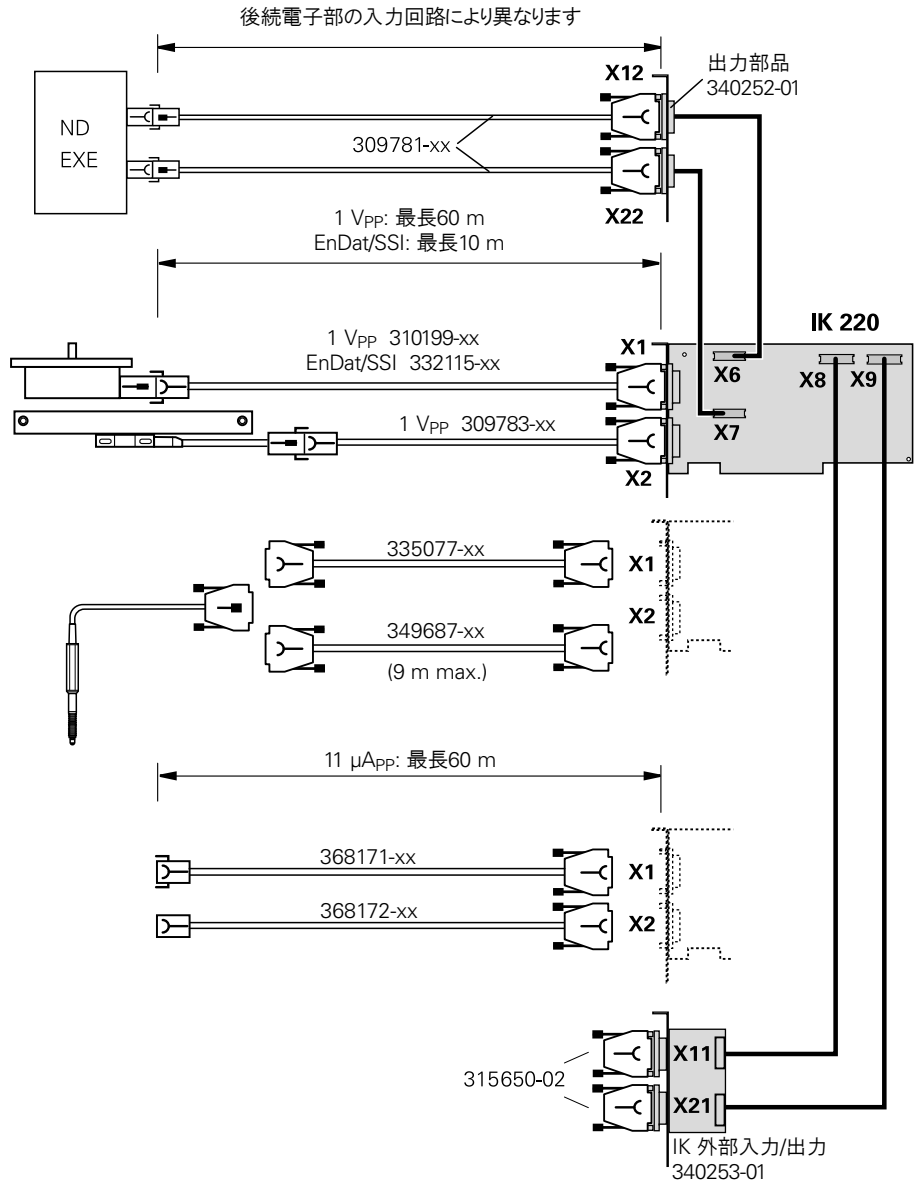 後続電子部の入力回路により異なります
X12
出力部品
340252-01
ND
EXE
309781-xx
X22
1 VPP: 最長60 m
EnDat/SSI: 最長10 m
IK 220
1 VPP 310199-xx
EnDat/SSI 332115-xx
X1
X6
X8
X9
X7
1 VPP 309783-xx
X2
335077-xx
X1
X2
349687-xx
(9 m max.)
11 µAPP: 最長60 m
368171-xx
X1
368172-xx
X2
X11
315650-02
X21
IK 外部入力/出力
340253-01